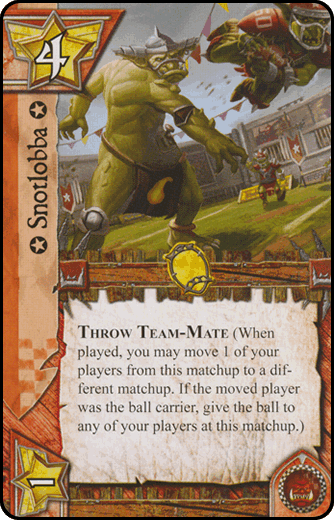 4
✪ Snotlobba ✪
THROW TEAM-MATE (When
played, you may move 1 of your
players from this matchup to a dif-
ferent matchup. If the moved player
was the ball carrier, give the ball to
any of your players at this matchup.)
1